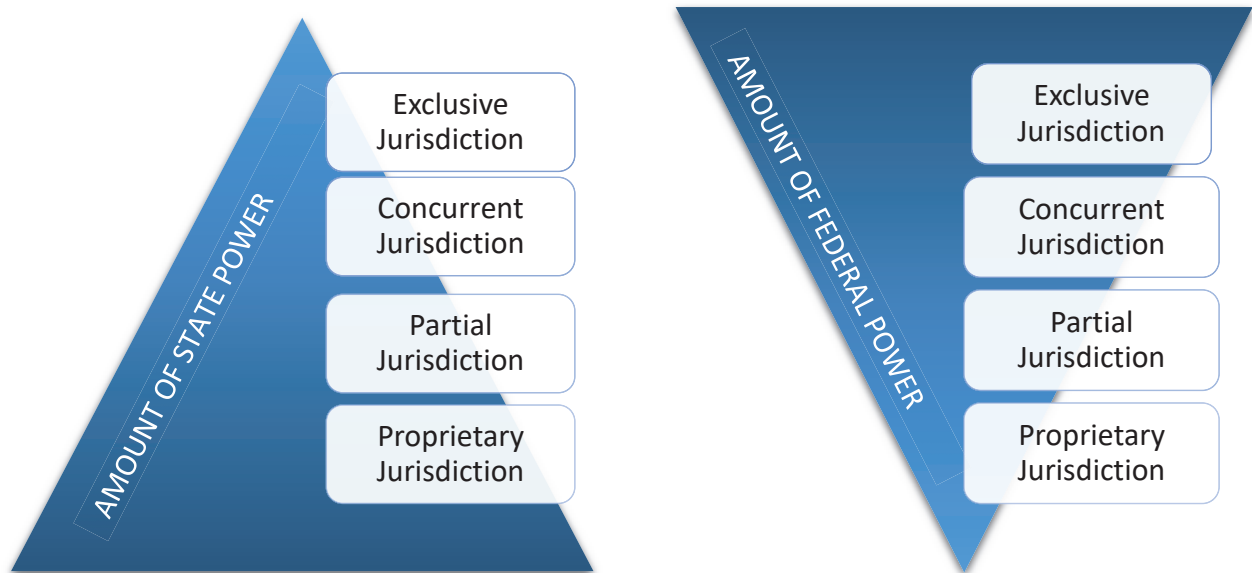 AMOUNT OF STATE POWER
Exclusive
Jurisdiction
Concurrent
Jurisdiction
Partial
Jurisdiction
Proprietary
Jurisdiction
AMOUNT OF FEDERAL POWER
Exclusive
Jurisdiction
Concurrent
Jurisdiction
Partial
Jurisdiction
Proprietary
Jurisdiction